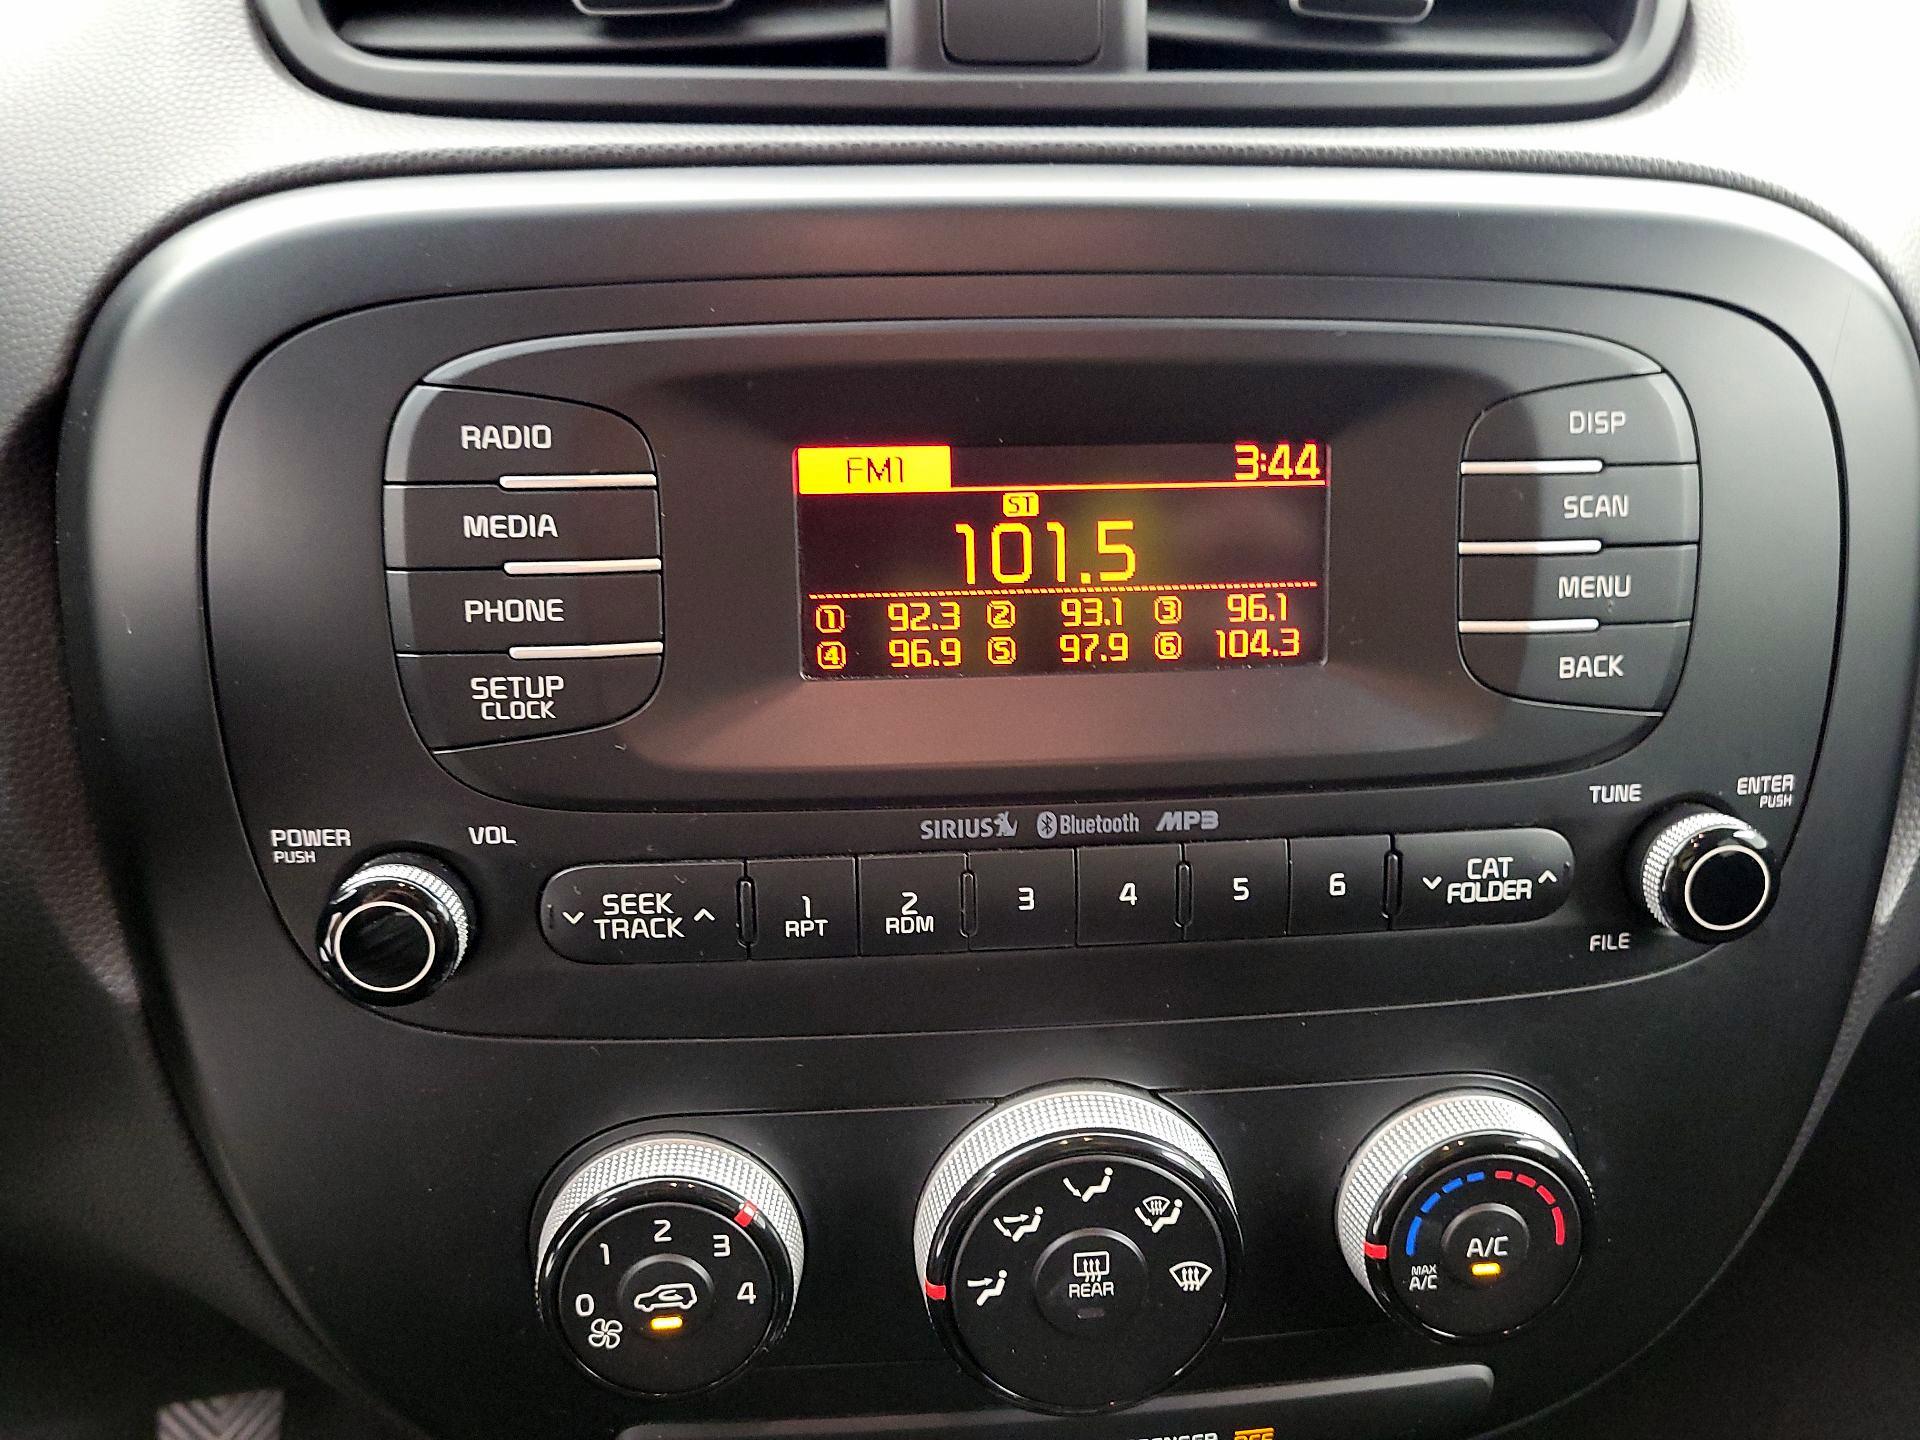 RADIO
MEDIA
PHONE
SETUP
CLOCK
FM1 3:44
ST
101.5
1 92.3 2 93.1 3 96.1
4 96.9 5 97.9 6 104.3
DISP
SCAN
MENU
BACK
POWER
PUSH
VOL
SIRIUS Bluetooth MP3
TUNE
ENTER
PUSH
FILE
SEEK
TRACK
1
RPT
2
RDM
3
4
5
6
CAT
FOLDER
0 1 2 3 4
REAR
A/C
MAX
A/C
OFF